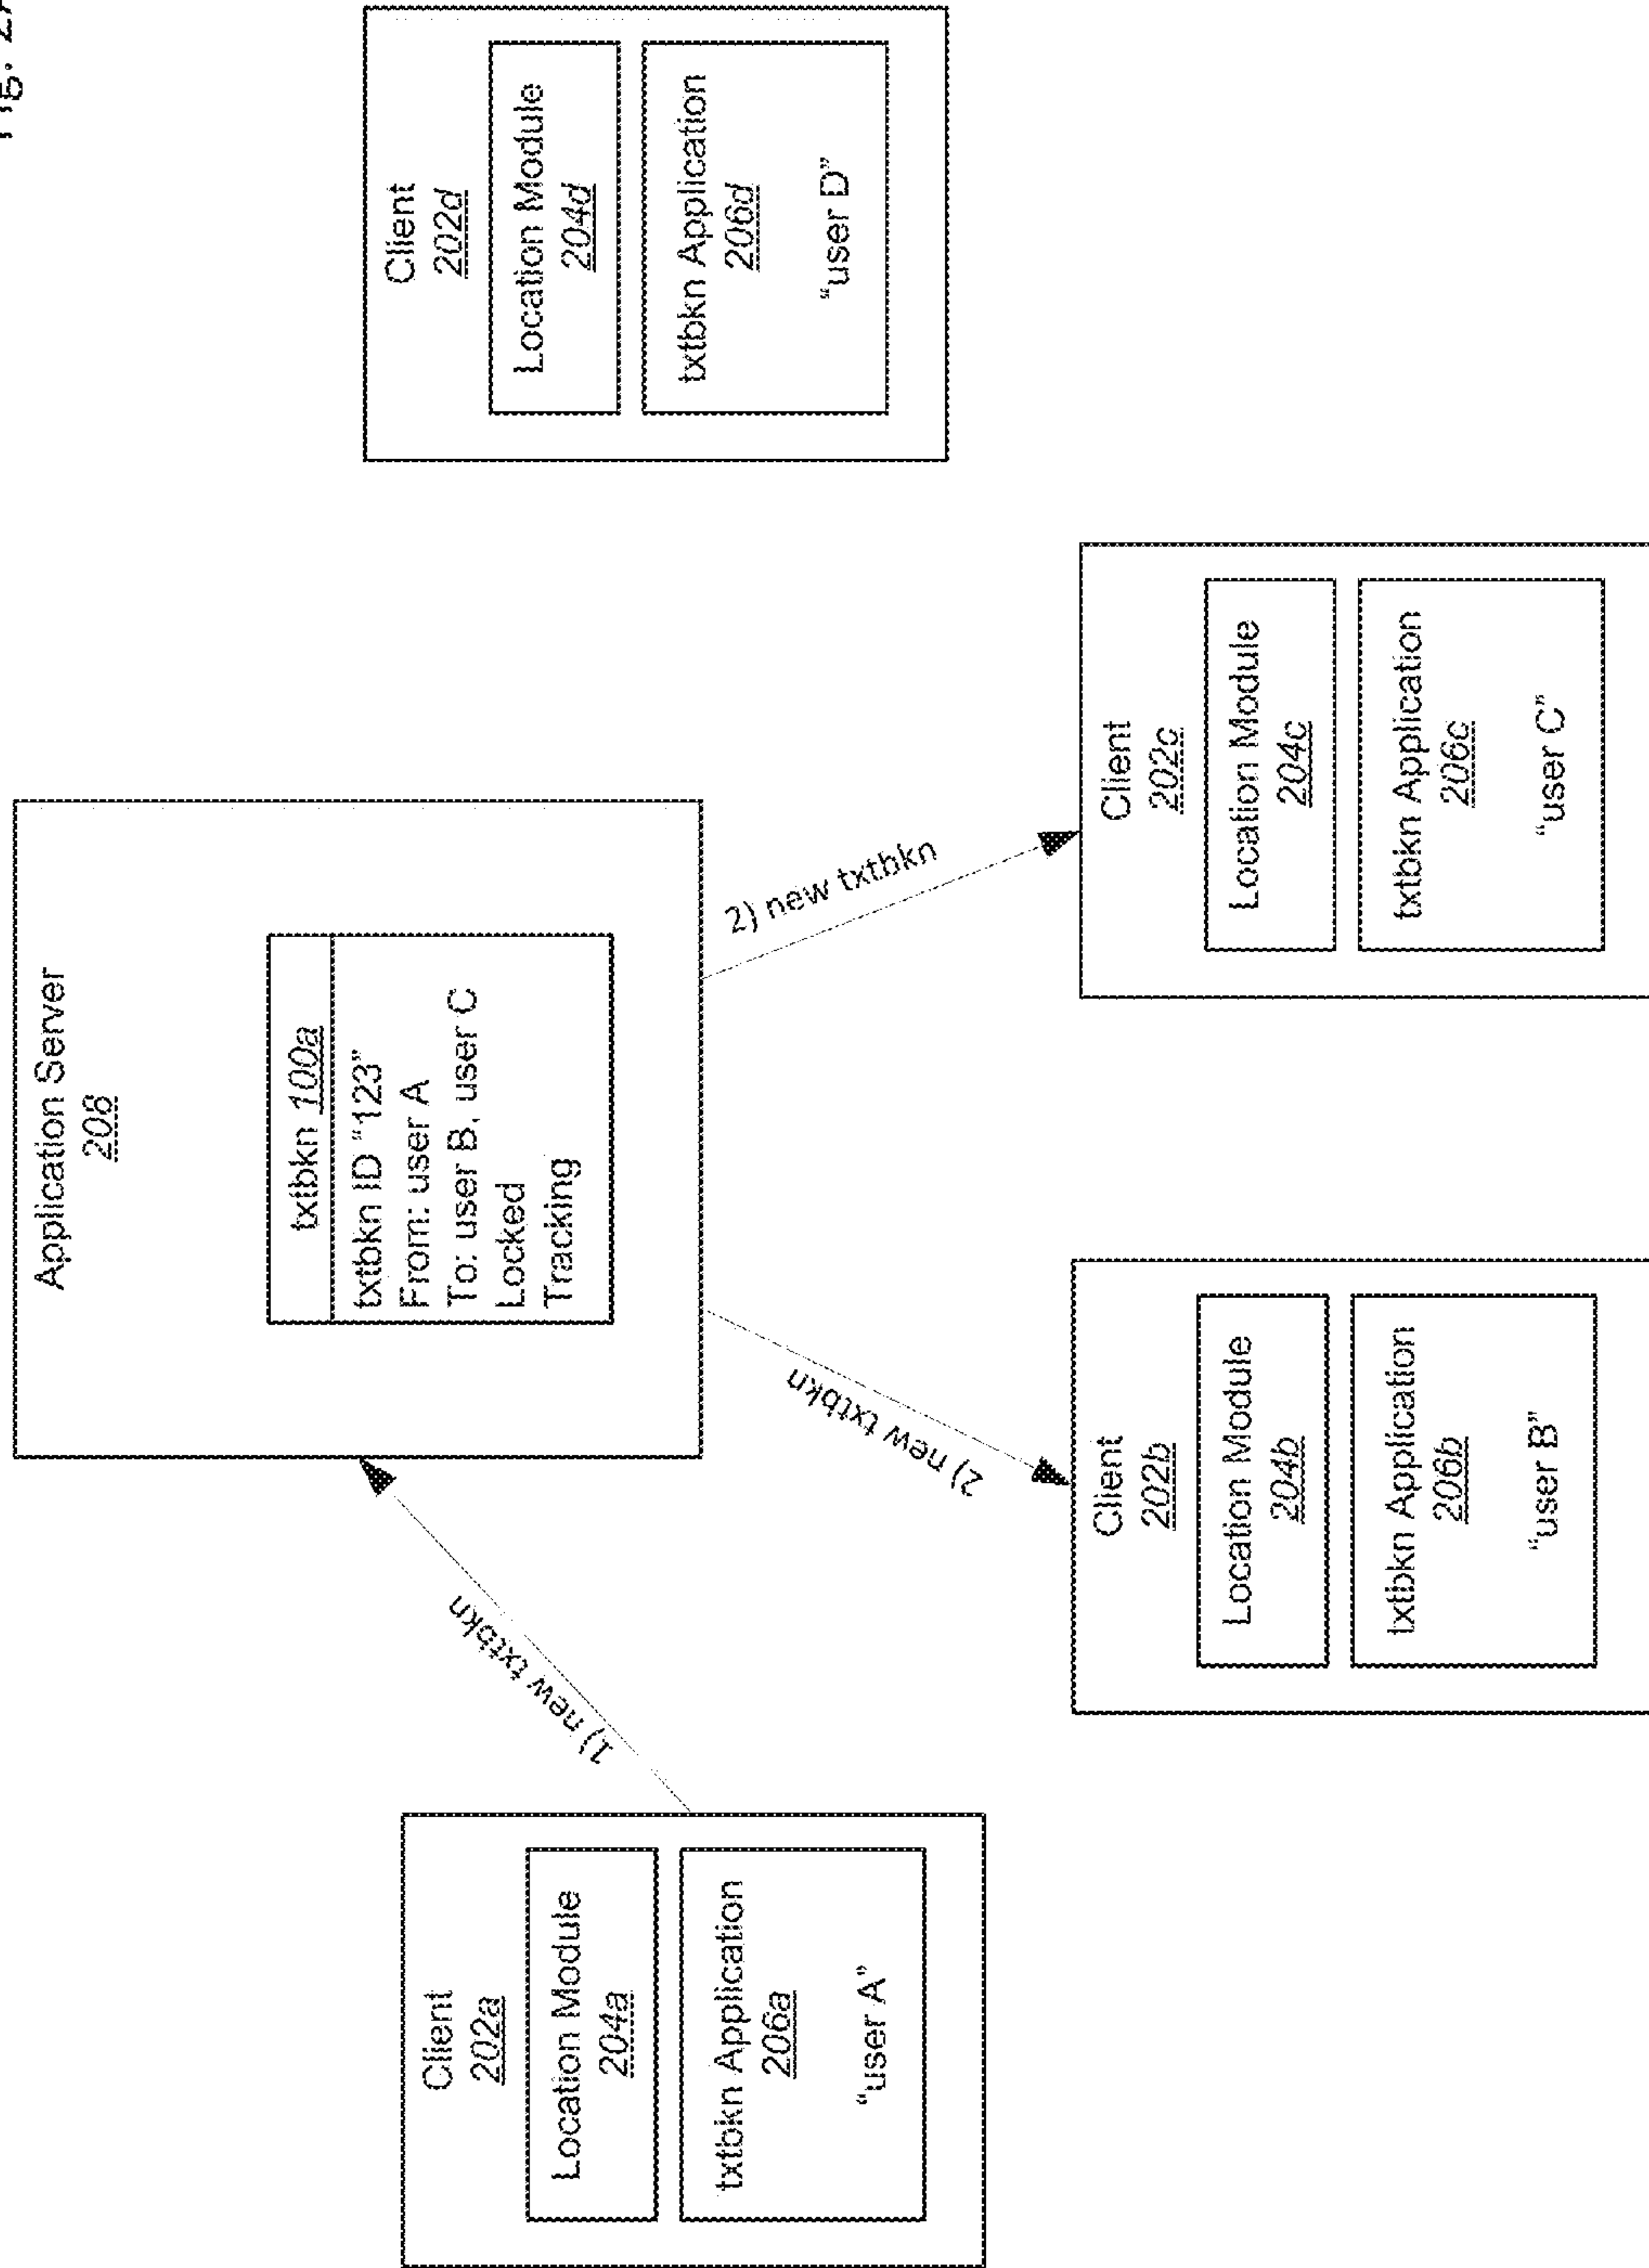 Fig. 2A
Application Server
208
txtbkn 100a
txtbkn ID "123"
From: user A
To: user B, user C
Locked
Tracking
1) new txtbkn
2) new txtbkn
2) new txtbkn
Client
202a
Location Module
204a
txtbkn Application
206a
"user A"
Client
202b
Location Module
204b
txtbkn Application
206b
"user B"
Client
202c
Location Module
204c
txtbkn Application
206c
"user C"
Client
202d
Location Module
204d
txtbkn Application
206d
"user D"